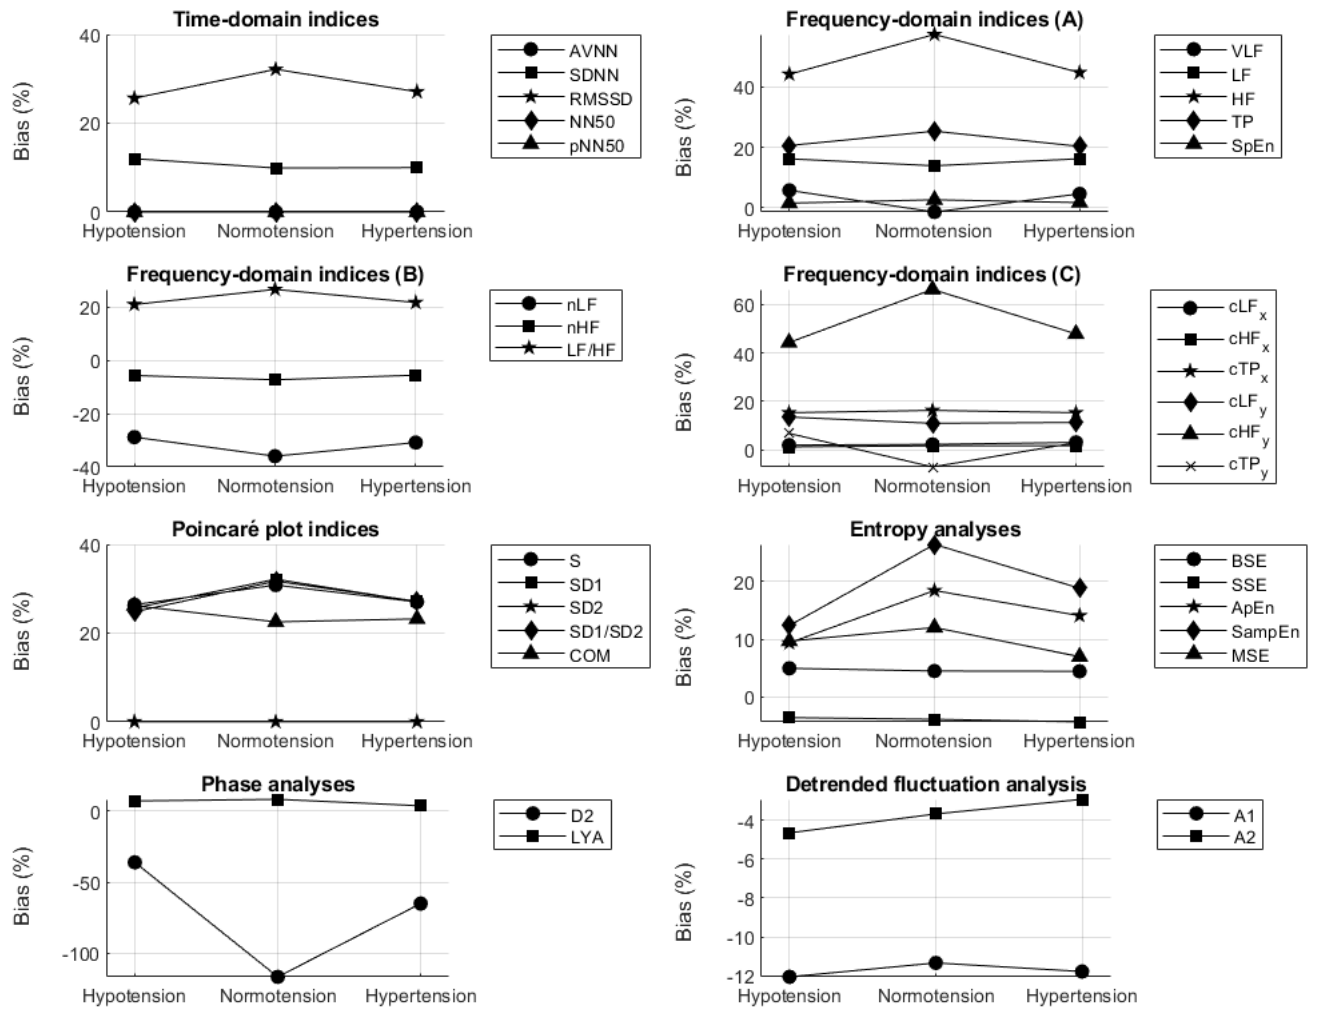 Time-domain indices
40
20
0
Bias (%)
Hypotension Normotension Hypertension
AVNN
SDNN
RMSSD
NN50
pNN50
Frequency-domain indices (A)
40
20
0
Bias (%)
Hypotension Normotension Hypertension
VLF
LF
HF
TP
SpEn
Frequency-domain indices (B)
20
0
-20
-40
Bias (%)
Hypotension Normotension Hypertension
nLF
nHF
LF/HF
Frequency-domain indices (C)
60
40
20
0
Bias (%)
Hypotension Normotension Hypertension
cLFx
cHFx
cTPx
cLFy
cHFy
cTPy
Poincaré plot indices
40
20
0
Bias (%)
Hypotension Normotension Hypertension
S
SD1
SD2
SD1/SD2
COM
Entropy analyses
20
10
0
Bias (%)
Hypotension Normotension Hypertension
BSE
SSE
ApEn
SampEn
MSE
Phase analyses
0
-50
-100
Bias (%)
Hypotension Normotension Hypertension
D2
LYA
Detrended fluctuation analysis
-4
-6
-8
-10
-12
Bias (%)
Hypotension Normotension Hypertension
A1
A2